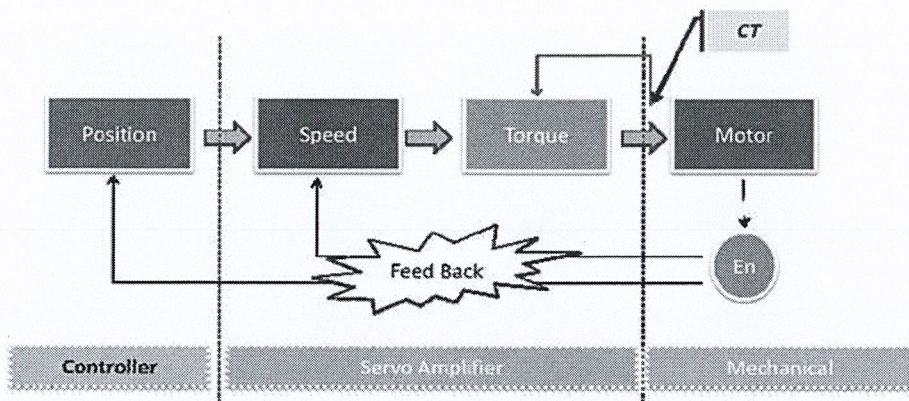 CT
Position
Speed
Torque
Motor
Feed Back
En
Controller
Servo Amplifier
Mechanical